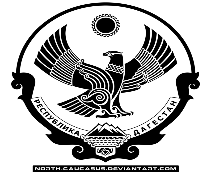 РЕСПУБЛИКА ДАГЕСТАН
NORTH-CAUCASUS.DEVIANTART.COM